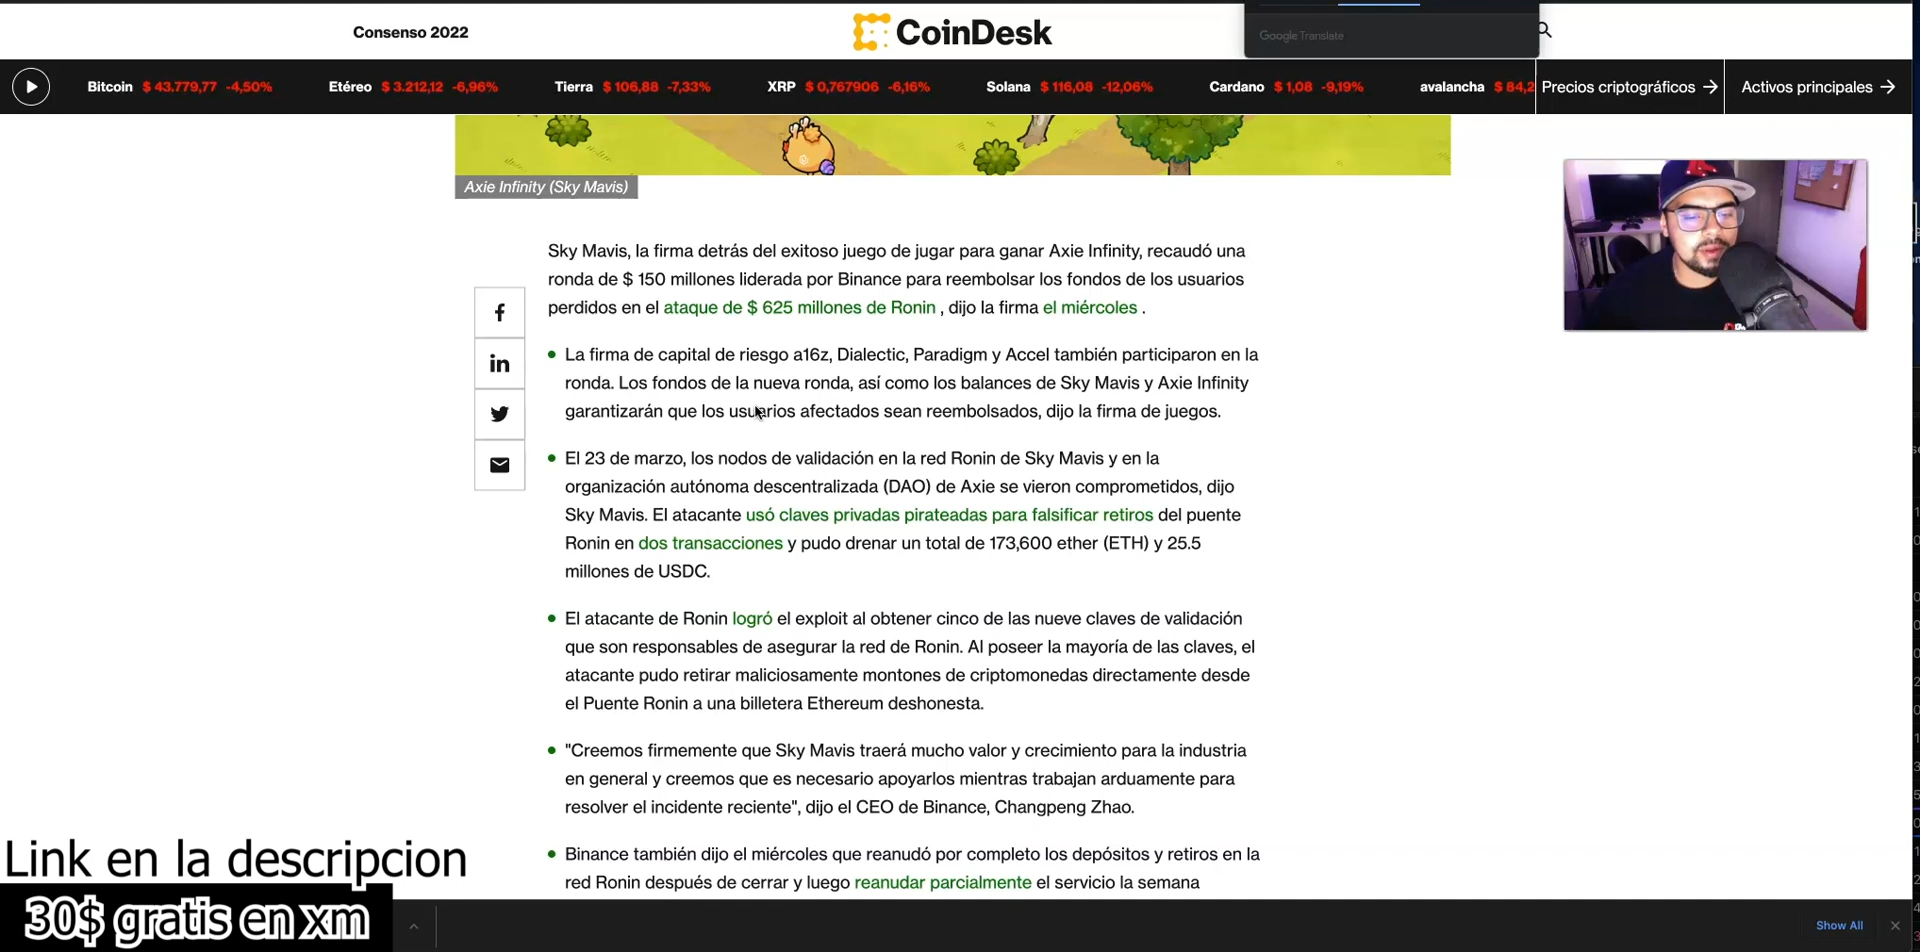 Consenso 2022
CoinDesk
Google Translate
Bitcoin $ 43.779,77 -4,50% Etéreo $ 3.212,12 -6,96% Tierra $ 106,88 -7,33% XRP $ 0,767906 -6,16% Solana $ 116,08 -12,06% Cardano $ 1,08 -9,19% avalancha $ 84,2 Precios criptográficos → Activos principales →
Axie Infinity (Sky Mavis)
Sky Mavis, la firma detrás del exitoso juego de jugar para ganar Axie Infinity, recaudó una
ronda de $ 150 millones liderada por Binance para reembolsar los fondos de los usuarios
perdidos en el ataque de $ 625 millones de Ronin , dijo la firma el miércoles .
La firma de capital de riesgo a16z, Dialectic, Paradigm y Accel también participaron en la
ronda. Los fondos de la nueva ronda, así como los balances de Sky Mavis y Axie Infinity
garantizarán que los usuarios afectados sean reembolsados, dijo la firma de juegos.
El 23 de marzo, los nodos de validación en la red Ronin de Sky Mavis y en la
organización autónoma descentralizada (DAO) de Axie se vieron comprometidos, dijo
Sky Mavis. El atacante usó claves privadas pirateadas para falsificar retiros del puente
Ronin en dos transacciones y pudo drenar un total de 173,600 ether (ETH) y 25.5
millones de USDC.
El atacante de Ronin logró el exploit al obtener cinco de las nueve claves de validación
que son responsables de asegurar la red de Ronin. Al poseer la mayoría de las claves, el
atacante pudo retirar maliciosamente montones de criptomonedas directamente desde
el Puente Ronin a una billetera Ethereum deshonesta.
"Creemos firmemente que Sky Mavis traerá mucho valor y crecimiento para la industria
en general y creemos que es necesario apoyarlos mientras trabajan arduamente para
resolver el incidente reciente", dijo el CEO de Binance, Changpeng Zhao.
Binance también dijo el miércoles que reanudó por completo los depósitos y retiros en la
red Ronin después de cerrar y luego reanudar parcialmente el servicio la semana
Link en la descripcion
30$ gratis en xm
Show All